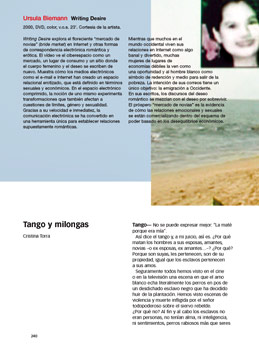 Ursula Biemann Writing Desire
2000, DVD, color, v.o.s. 23'. Cortesía de la artista.
Writing Desire explora el floreciente "mercado de
novias" donde market en Internet y otras formas
de correspondencia electrónica romántica y
erótica. El vídeo es el ciberespacio como un
mercado, un lugar de consumo y un sitio donde
el cuerpo femenino y el deseo se escriben de
nuevo. Muestra cómo los medios electrónicos
como el e-mail e Internet han creado un espacio
relacional enrollado, que está definido en términos
sexuales y económicos. En el espacio electrónico
comprimido, la noción de uno mismo experimenta
transformaciones que también afectan a
cuestiones de límites, género y sexualidad.
Gracias a su velocidad e inmediatez, la
comunicación electrónica se ha convertido en
una herramienta única para establecer relaciones
supuestamente románticas.
Mientras que muchos en el
mundo occidental viven sus
relaciones en Internet como algo
banal y divertido, muchas
mujeres de lugares de
economías débiles la ven como
una oportunidad y al hombre blanco como
símbolo de redención y medio para salir de la
pobreza. La intención de sus correos tiene un
único objetivo: la emigración a Occidente.
En sus escritos, los discursos del deseo
romántico se mezclan con el deseo por sobrevivir.
El próspero "mercado de novias" es la evidencia
de cómo las relaciones emocionales y sexuales
se están comercializando dentro del esquema de
poder basado en los desequilibrios económicos.
Tango y milongas
Cristina Torra
Tango— No se puede expresar mejor: "La maté
porque era mía".
Así dice el tango y, a mi juicio, así es. ¿Por qué
matan los hombres a sus esposas, amantes,
novias –o ex esposas, ex amantes…–? ¿Por qué?
Porque son suyas, les pertenecen, son de su
propiedad, igual que los esclavos pertenecen
a sus amos.
Seguramente todos hemos visto en el cine
o en la televisión una escena en que el amo
blanco echa literalmente los perros en pos de
un desdichado esclavo negro que ha decidido
huir de la plantación. Hemos visto escenas de
violencia y muerte infligida por el señor
todopoderoso sobre el siervo rebelde.
¿Por qué no? Al fin y al cabo los esclavos no
eran personas, no tenían alma, ni inteligencia,
ni sentimientos, perros rabiosos más que seres